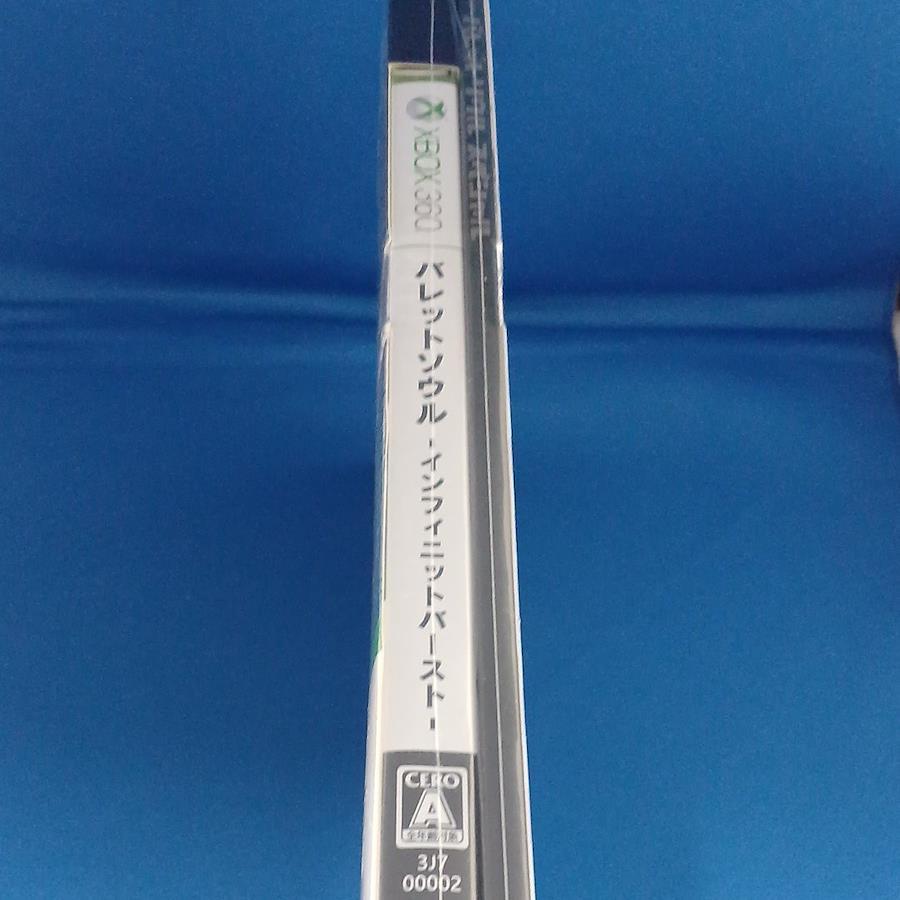 XBOX 360
バレットソウル -インフィニットバースト-
CERO
A
全年齢対象
3J7
00002